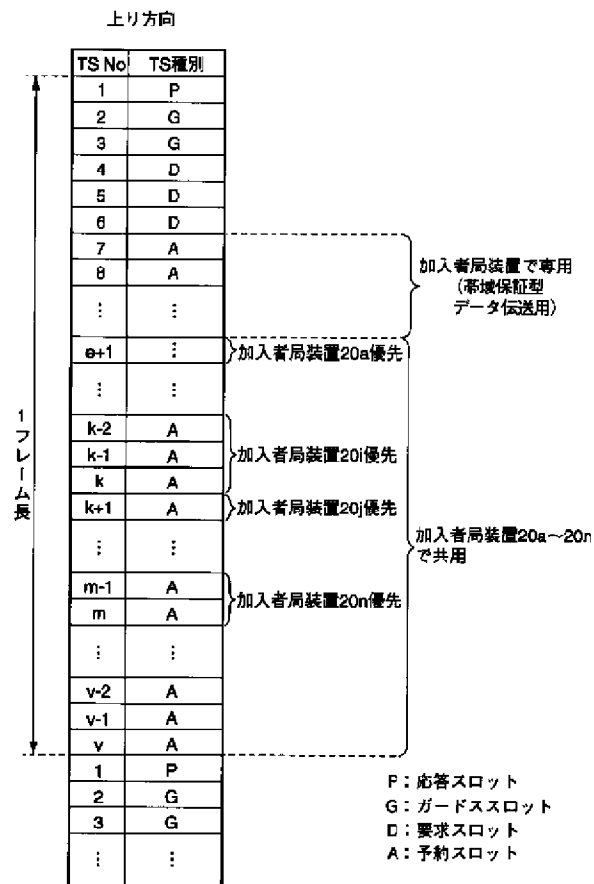 上り方向
TS No TS種別
1 P
2 G
3 G
4 D
5 D
6 D
7 A
8 A
⋮ ⋮
e+1 ⋮
⋮ ⋮
k-2 A
k-1 A
k A
k+1 A
⋮ ⋮
m-1 A
m A
⋮ ⋮
v-2 A
v-1 A
v A
1 P
2 G
3 G
⋮ ⋮
1フレーム長
加入者局装置で専用
(帯域保証型
データ伝送用)
加入者局装置20a優先
加入者局装置20i優先
加入者局装置20j優先
加入者局装置20n優先
加入者局装置20a～20n
で共用
P：応答スロット
G：ガードススロット
D：要求スロット
A：予約スロット